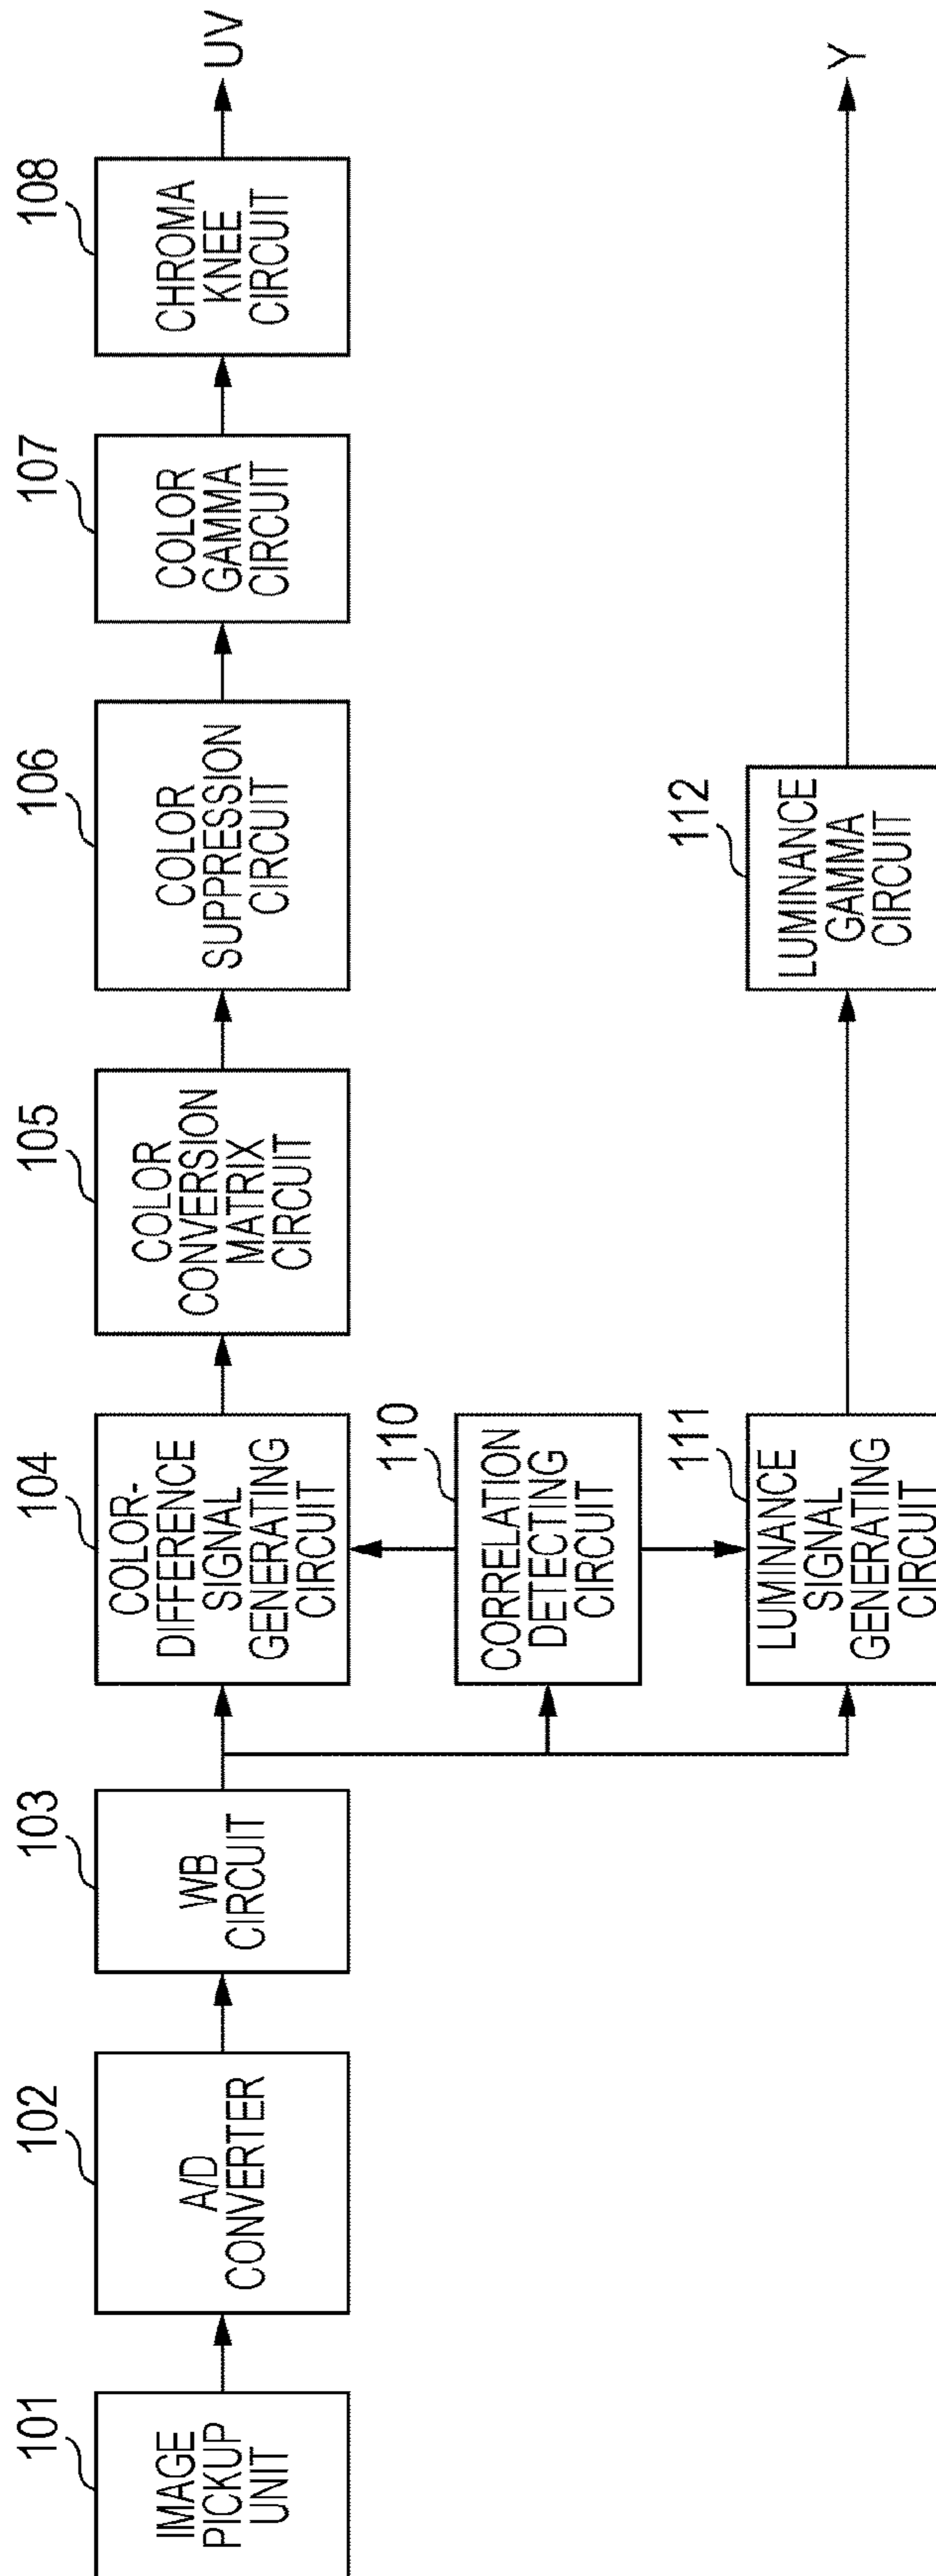 101
IMAGE
PICKUP
UNIT
102
A/D
CONVERTER
103
WB
CIRCUIT
104
COLOR-
DIFFERENCE
SIGNAL
GENERATING
CIRCUIT
105
COLOR
CONVERSION
MATRIX
CIRCUIT
106
COLOR
SUPPRESSION
CIRCUIT
107
COLOR
GAMMA
CIRCUIT
108
CHROMA
KNEE
CIRCUIT
UV
110
CORRELATION
DETECTING
CIRCUIT
111
LUMINANCE
SIGNAL
GENERATING
CIRCUIT
112
LUMINANCE
GAMMA
CIRCUIT
Y